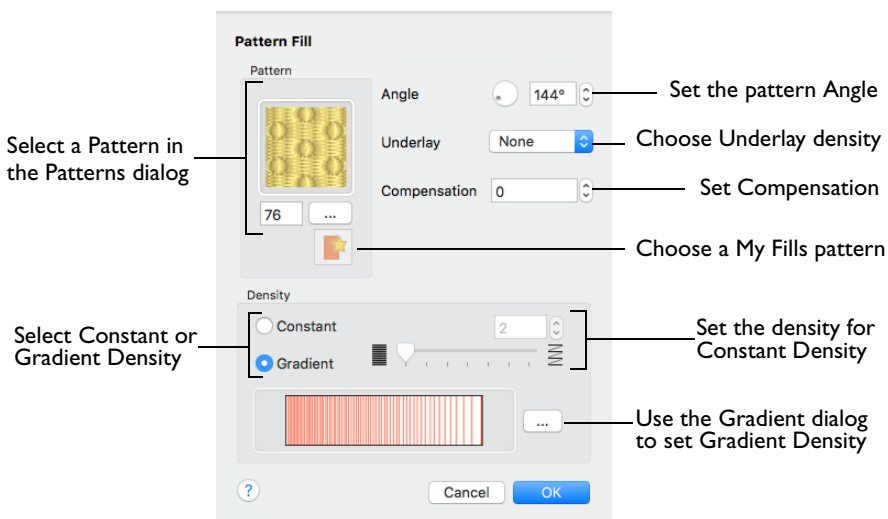 Pattern Fill
Pattern
Select a Pattern in
the Patterns dialog
76
...
Angle
144°
Set the pattern Angle
Underlay
None
Choose Underlay density
Compensation
0
Set Compensation
Choose a My Fills pattern
Density
Select Constant or
Gradient Density
Constant
2
Gradient
Set the density for
Constant Density
...
Use the Gradient dialog
to set Gradient Density
?
Cancel
OK